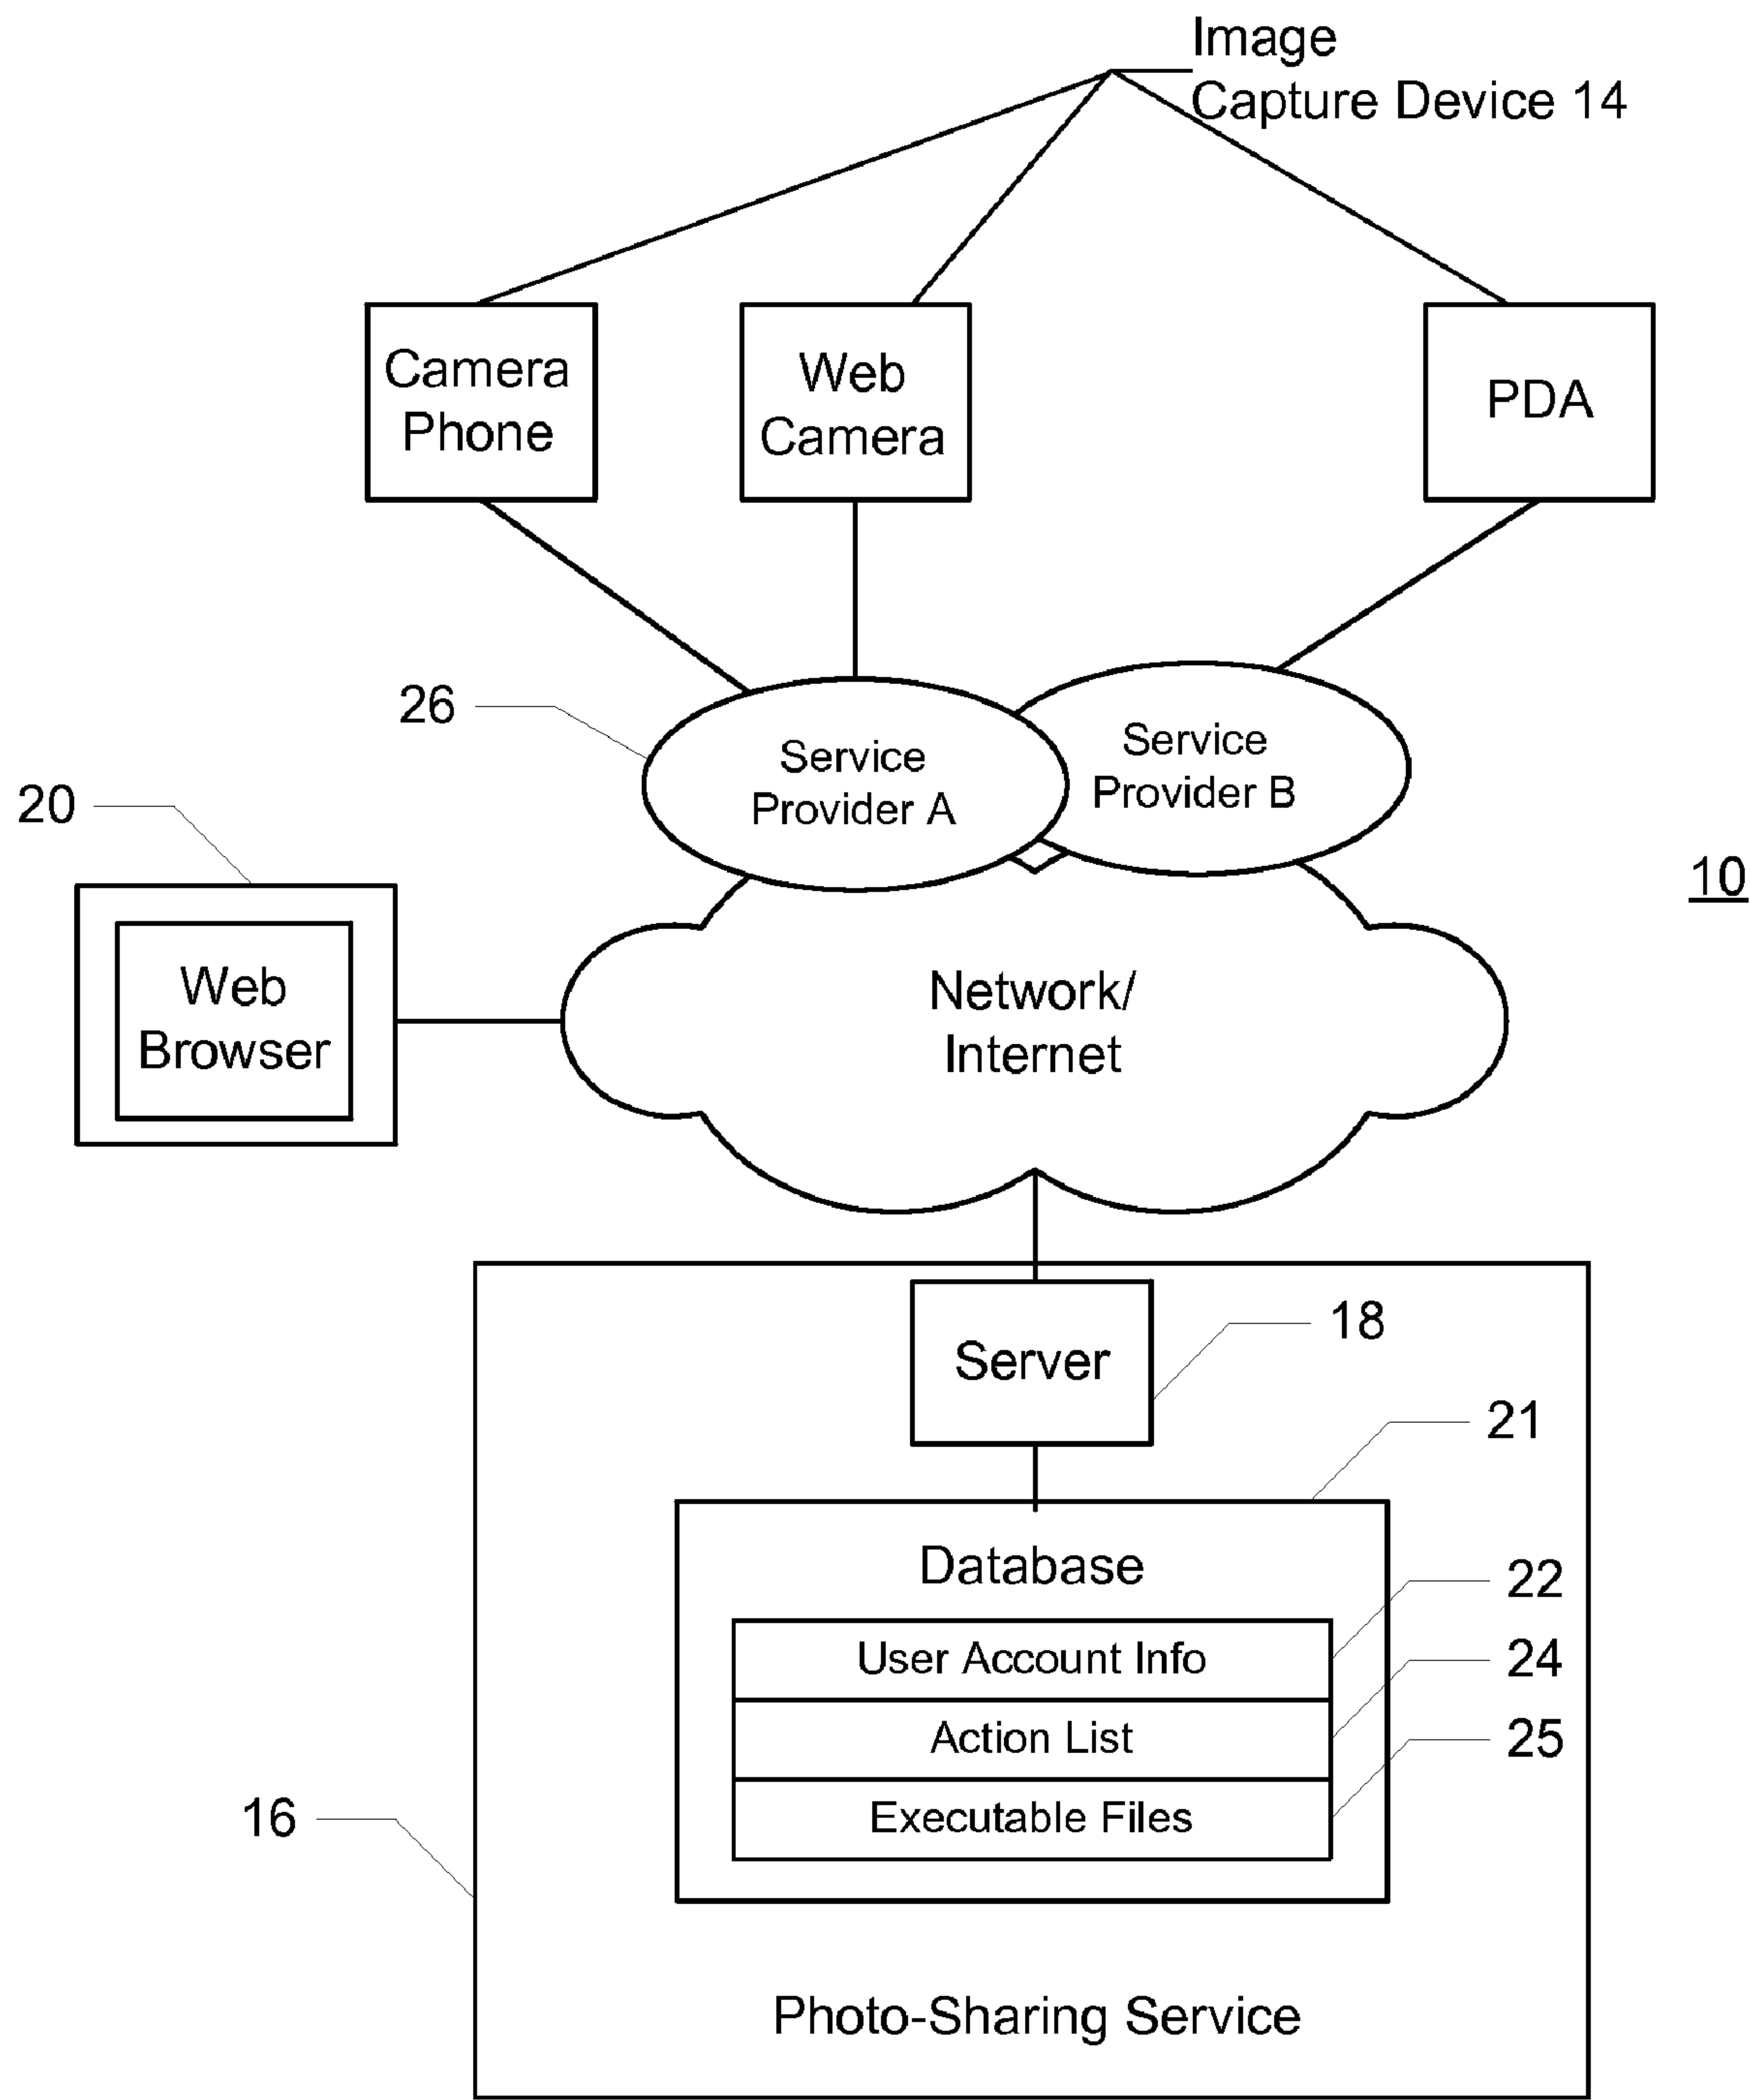 Image
Capture Device 14
Camera
Phone
Web
Camera
PDA
26
Service
Provider A
Service
Provider B
20
10
Web
Browser
Network/
Internet
18
Server
21
Database
22
User Account Info
24
Action List
25
Executable Files
16
Photo-Sharing Service